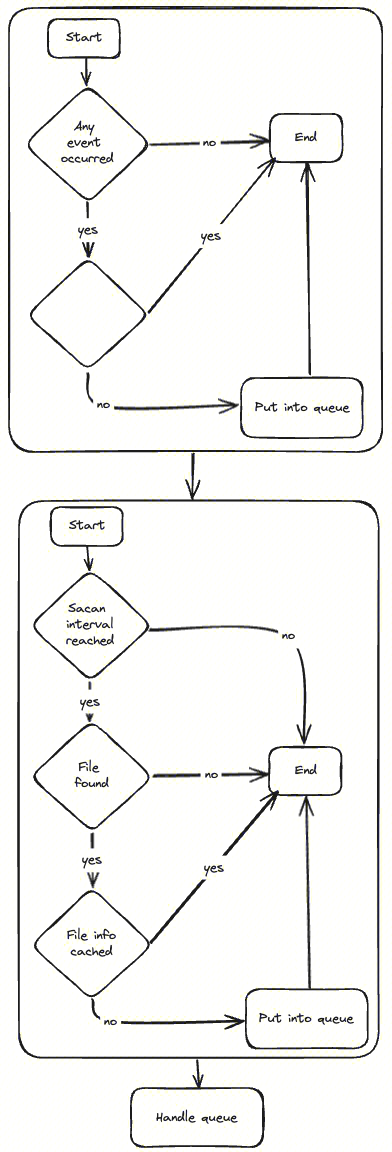 Start
Any
event
occurred
no
End
yes
yes
no
Put into queue
Start
Sacan
interval
reached
no
yes
File
found
no
End
yes
yes
File info
cached
no
Put into queue
Handle queue